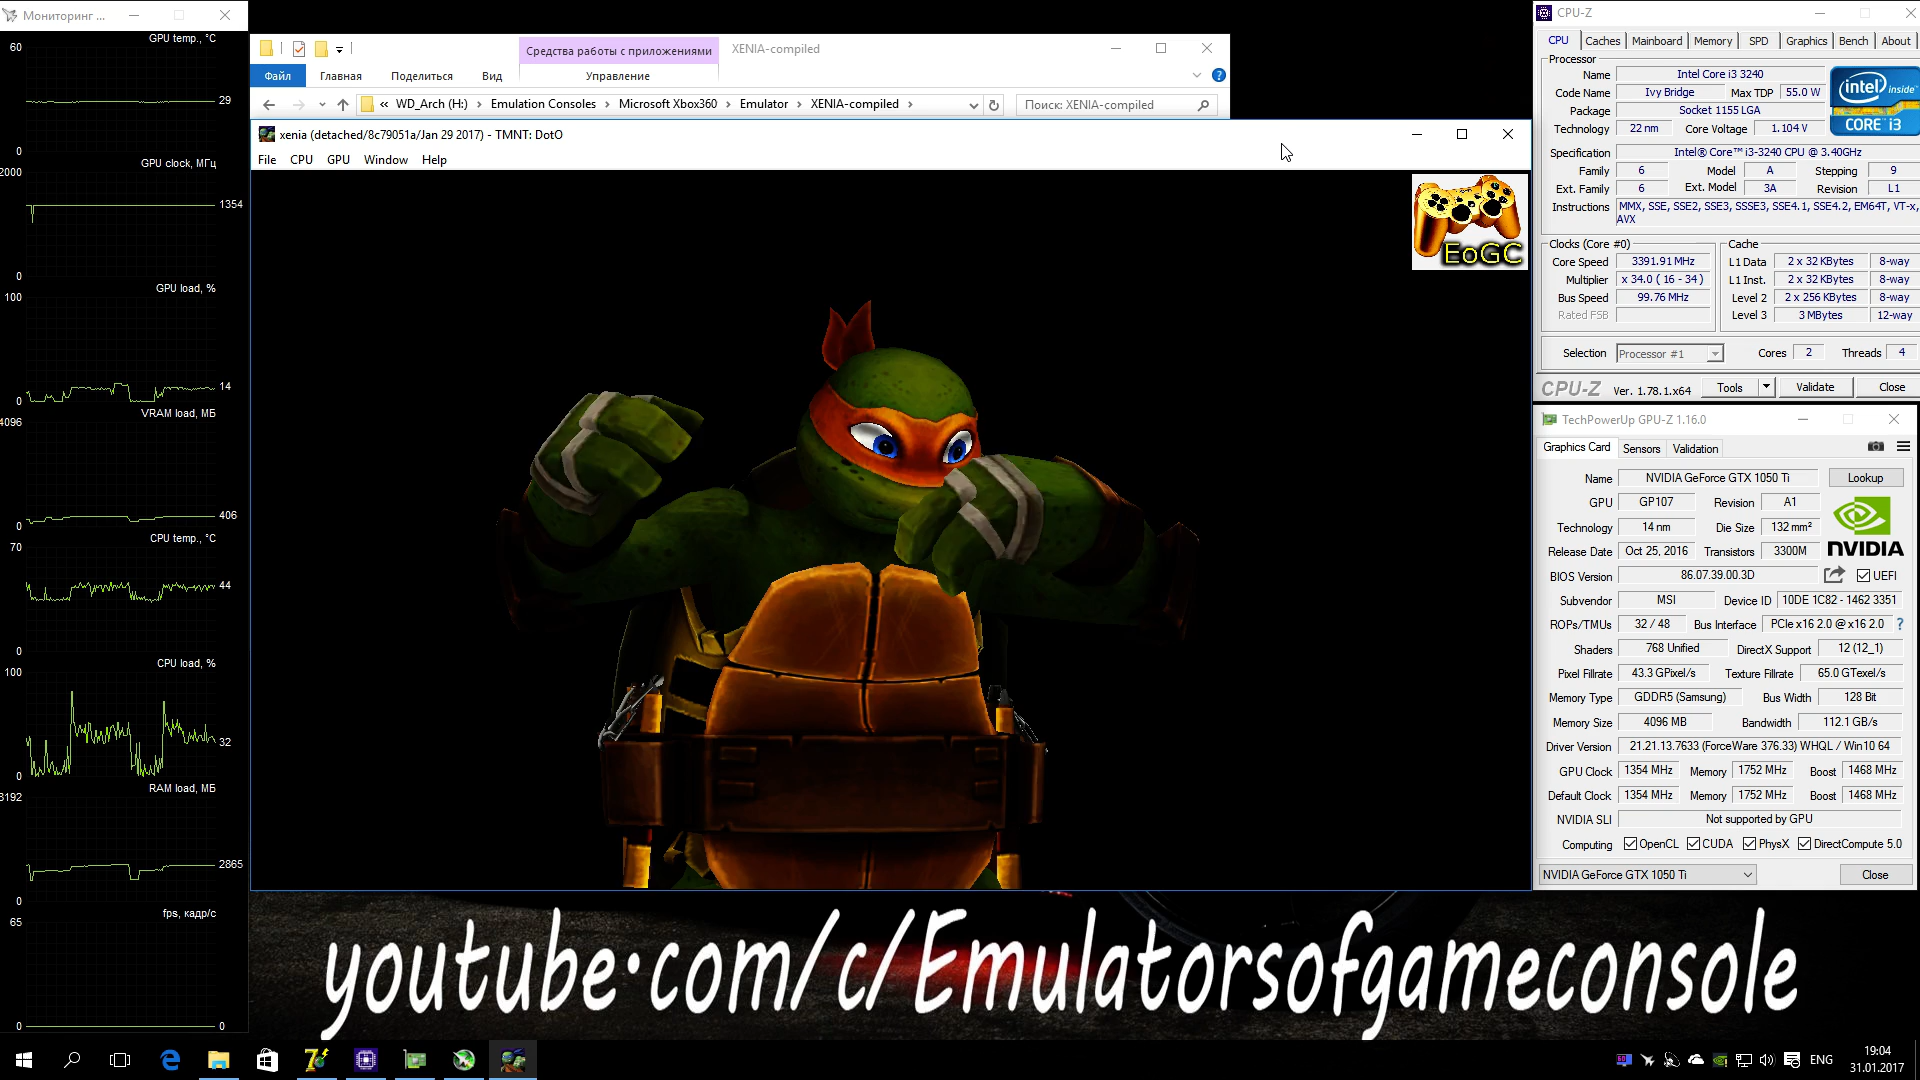 Мониторинг ...
GPU temp., °C
60
29
0
GPU clock, МГц
2000
1354
0
GPU load, %
100
14
0
VRAM load, МБ
4096
406
0
CPU temp., °C
70
44
0
CPU load, %
100
32
0
RAM load, МБ
8192
2865
0
fps, кадр/с
65
0
0
Средства работы с приложениями
XENIA-compiled
Файл
Главная
Поделиться
Вид
Управление
« WD_Arch (H:) › Emulation Consoles › Microsoft Xbox360 › Emulator › XENIA-compiled ›
Поиск: XENIA-compiled
xenia (detached/8c79051a/Jan 29 2017) - TMNT: DotO
File CPU GPU Window Help
EoGC
youtube.com/c/Emulatorsofgameconsole
CPU-Z
CPU Caches Mainboard Memory SPD Graphics Bench About
Processor
Name Intel Core i3 3240
Code Name Ivy Bridge Max TDP 55.0 W
Package Socket 1155 LGA
Technology 22 nm Core Voltage 1.104 V
intel inside™
CORE i3
Specification Intel® Core™ i3-3240 CPU @ 3.40GHz
Family 6 Model A Stepping 9
Ext. Family 6 Ext. Model 3A Revision L1
Instructions MMX, SSE, SSE2, SSE3, SSSE3, SSE4.1, SSE4.2, EM64T, VT-x,
AVX
Clocks (Core #0)
Core Speed 3391.91 MHz
Multiplier x 34.0 ( 16 - 34 )
Bus Speed 99.76 MHz
Rated FSB
Cache
L1 Data 2 x 32 KBytes 8-way
L1 Inst. 2 x 32 KBytes 8-way
Level 2 2 x 256 KBytes 8-way
Level 3 3 MBytes 12-way
Selection Processor #1 Cores 2 Threads 4
CPU-Z Ver. 1.78.1.x64 Tools Validate Close
TechPowerUp GPU-Z 1.16.0
Graphics Card Sensors Validation
Name NVIDIA GeForce GTX 1050 Ti Lookup
GPU GP107 Revision A1
Technology 14 nm Die Size 132 mm²
Release Date Oct 25, 2016 Transistors 3300M
NVIDIA
BIOS Version 86.07.39.00.3D UEFI
Subvendor MSI Device ID 10DE 1C82 - 1462 3351
ROPs/TMUs 32 / 48 Bus Interface PCIe x16 2.0 @ x16 2.0 ?
Shaders 768 Unified DirectX Support 12 (12_1)
Pixel Fillrate 43.3 GPixel/s Texture Fillrate 65.0 GTexel/s
Memory Type GDDR5 (Samsung) Bus Width 128 Bit
Memory Size 4096 MB Bandwidth 112.1 GB/s
Driver Version 21.21.13.7633 (ForceWare 376.33) WHQL / Win10 64
GPU Clock 1354 MHz Memory 1752 MHz Boost 1468 MHz
Default Clock 1354 MHz Memory 1752 MHz Boost 1468 MHz
NVIDIA SLI Not supported by GPU
Computing OpenCL CUDA PhysX DirectCompute 5.0
NVIDIA GeForce GTX 1050 Ti Close
ENG
19:04
31.01.2017